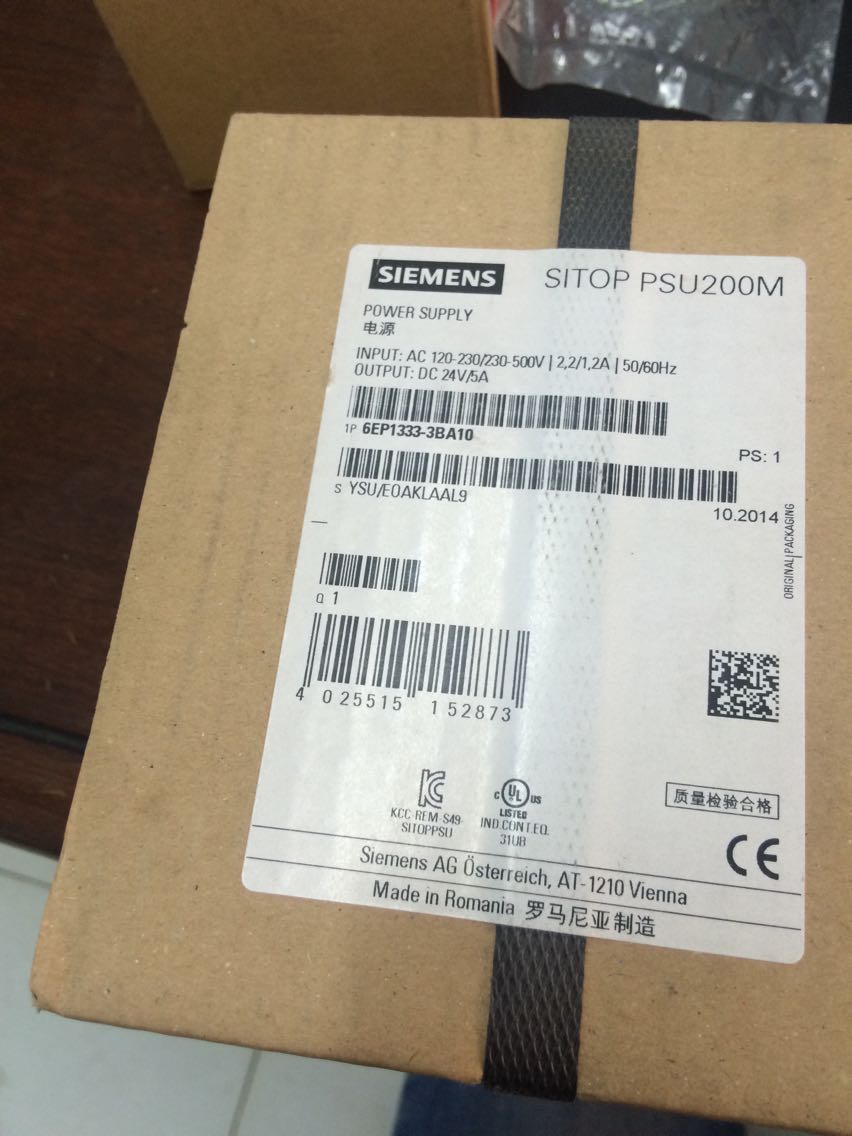 SIEMENS SITOP PSU200M
POWER SUPPLY
电源
INPUT: AC 120-230/230-500V | 2,2/1,2A | 50/60Hz
OUTPUT: DC 24V/5A
1P 6EP1333-3BA10
PS: 1
S YSU/E0AKLAAL9
10.2014
ORIGINAL PACKAGING
Q 1
4 025515 152873
KCC-REM-S49-
SITOPPSU
C UL US
LISTED
IND.CONT.EQ.
31UB
质量检验合格
CE
Siemens AG Österreich, AT-1210 Vienna
Made in Romania 罗马尼亚制造